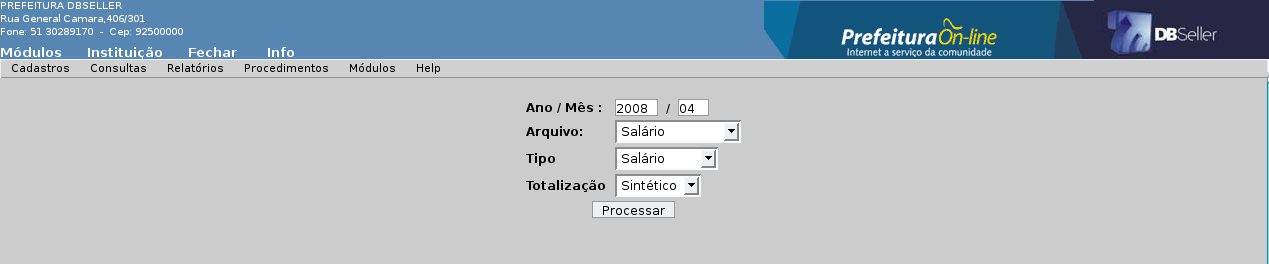 PREFEITURA DBSELLER
Rua General Camara,406/301
Fone: 51 30289170 - Cep: 92500000
PrefeituraOn-line
Internet a serviço da comunidade
DBSeller
Módulos Instituição Fechar Info
Cadastros Consultas Relatórios Procedimentos Módulos Help
Ano / Mês : 2008 / 04
Arquivo: Salário
Tipo Salário
Totalização Sintético
Processar